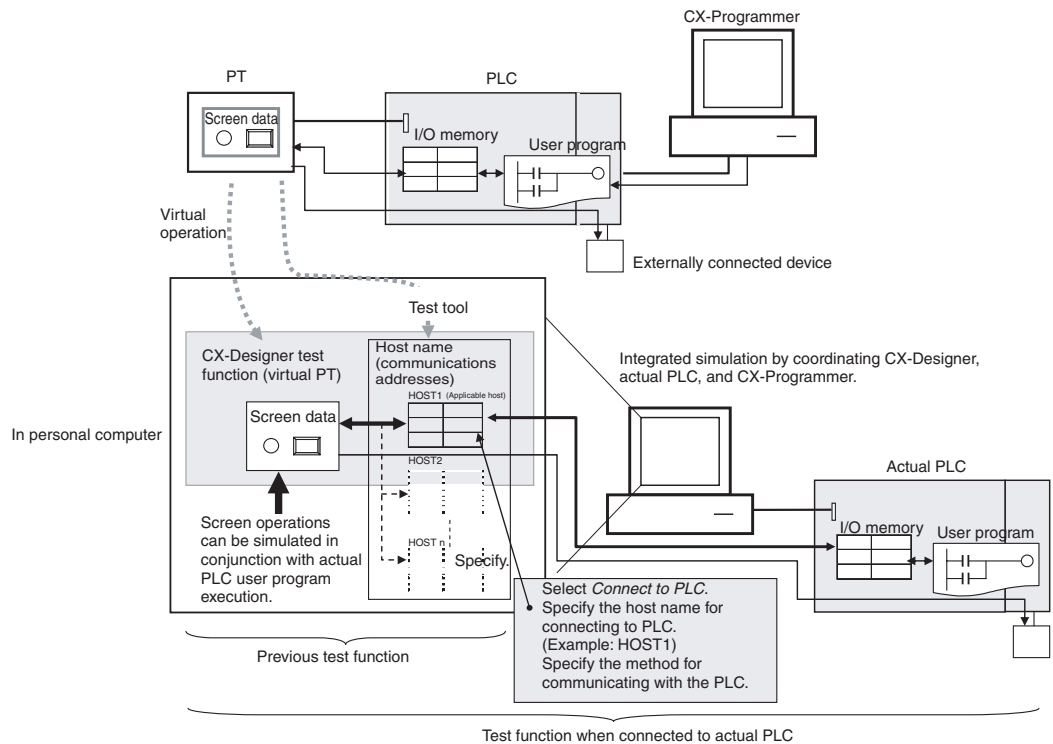 CX-Programmer
PT
PLC
Screen data
I/O memory
User program
Virtual
operation
Externally connected device
Test tool
CX-Designer test
function (virtual PT)
Host name
(communications
addresses)
HOST1 (Applicable host)
Integrated simulation by coordinating CX-Designer,
actual PLC, and CX-Programmer.
Screen data
In personal computer
HOST2
Actual PLC
Screen operations
can be simulated in
conjunction with actual
PLC user program
execution.
HOST n
Specify.
I/O memory
User program
Select Connect to PLC.
Specify the host name for
connecting to PLC.
(Example: HOST1)
Specify the method for
communicating with the PLC.
Previous test function
Test function when connected to actual PLC